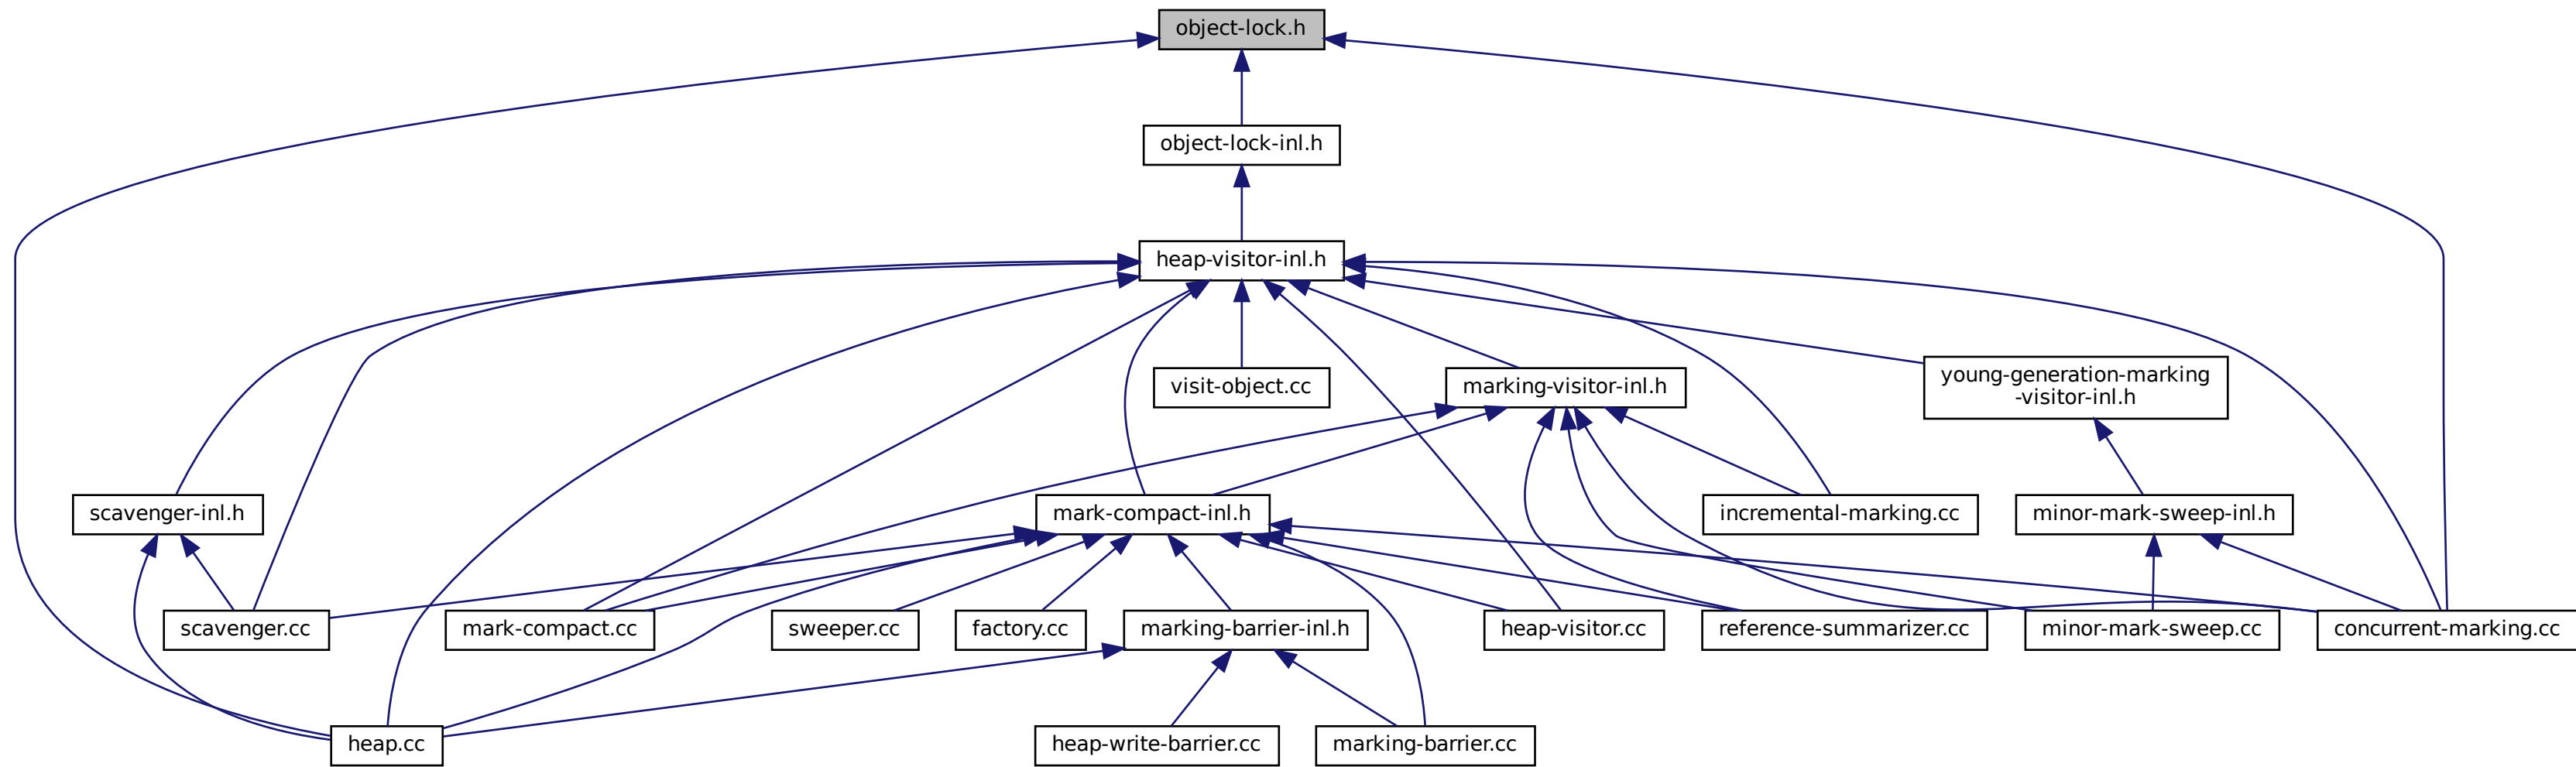 object-lock.h
object-lock-inl.h
heap-visitor-inl.h
visit-object.cc
marking-visitor-inl.h
young-generation-marking
-visitor-inl.h
scavenger-inl.h
mark-compact-inl.h
incremental-marking.cc
minor-mark-sweep-inl.h
scavenger.cc
mark-compact.cc
sweeper.cc
factory.cc
marking-barrier-inl.h
heap-visitor.cc
reference-summarizer.cc
minor-mark-sweep.cc
concurrent-marking.cc
heap.cc
heap-write-barrier.cc
marking-barrier.cc